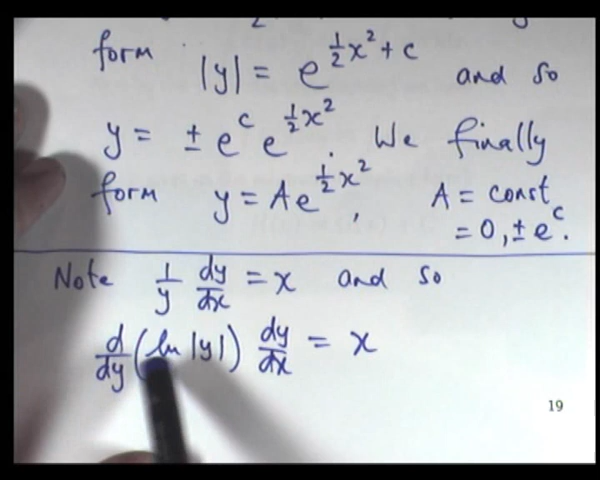 form |y| = e^{½x² + c} and so
y = ± e^c e^{½x²}. We finally
form y = Ae^{½x²}, A = const
= 0, ± e^c.
Note 1/y dy/dx = x and so
d/dy (ln |y|) dy/dx = x
19